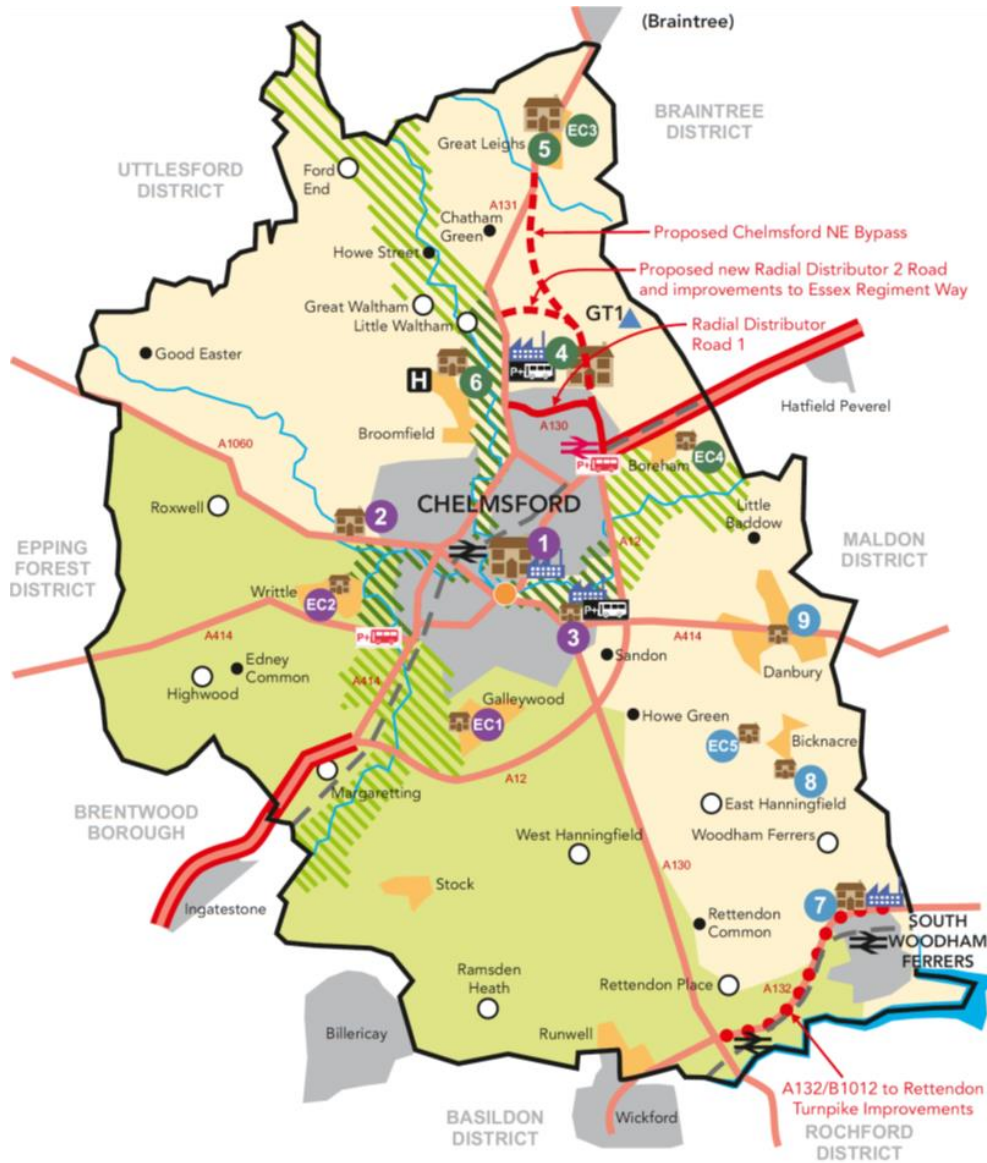 (Braintree)
BRAINTREE
DISTRICT
UTTLESFORD
DISTRICT
Great Leighs
EC3
5
Ford
End
A131
Chatham
Green
Howe Street
Proposed Chelmsford NE Bypass
Proposed new Radial Distributor 2 Road
and improvements to Essex Regiment Way
Great Waltham
Little Waltham
GT1
Radial Distributor
Road 1
Good Easter
4
P+
H
6
Hatfield Peverel
Broomfield
A130
A1060
P+
Boreham
EC4
Roxwell
2
CHELMSFORD
1
Little
Baddow
EPPING
FOREST
DISTRICT
MALDON
DISTRICT
A12
Writtle
EC2
P+
P+
3
A414
A414
9
Sandon
Danbury
Edney
Common
Highwood
A414
Galleywood
EC1
Howe Green
EC5
Bicknacre
8
A12
Margaretting
East Hanningfield
BRENTWOOD
BOROUGH
West Hanningfield
Woodham Ferrers
A130
Stock
7
Ingatestone
Rettendon
Common
SOUTH
WOODHAM
FERRERS
Ramsden
Heath
Rettendon Place
A132
Billericay
Runwell
A132/B1012 to Rettendon
Turnpike Improvements
BASILDON
DISTRICT
Wickford
ROCHFORD
DISTRICT